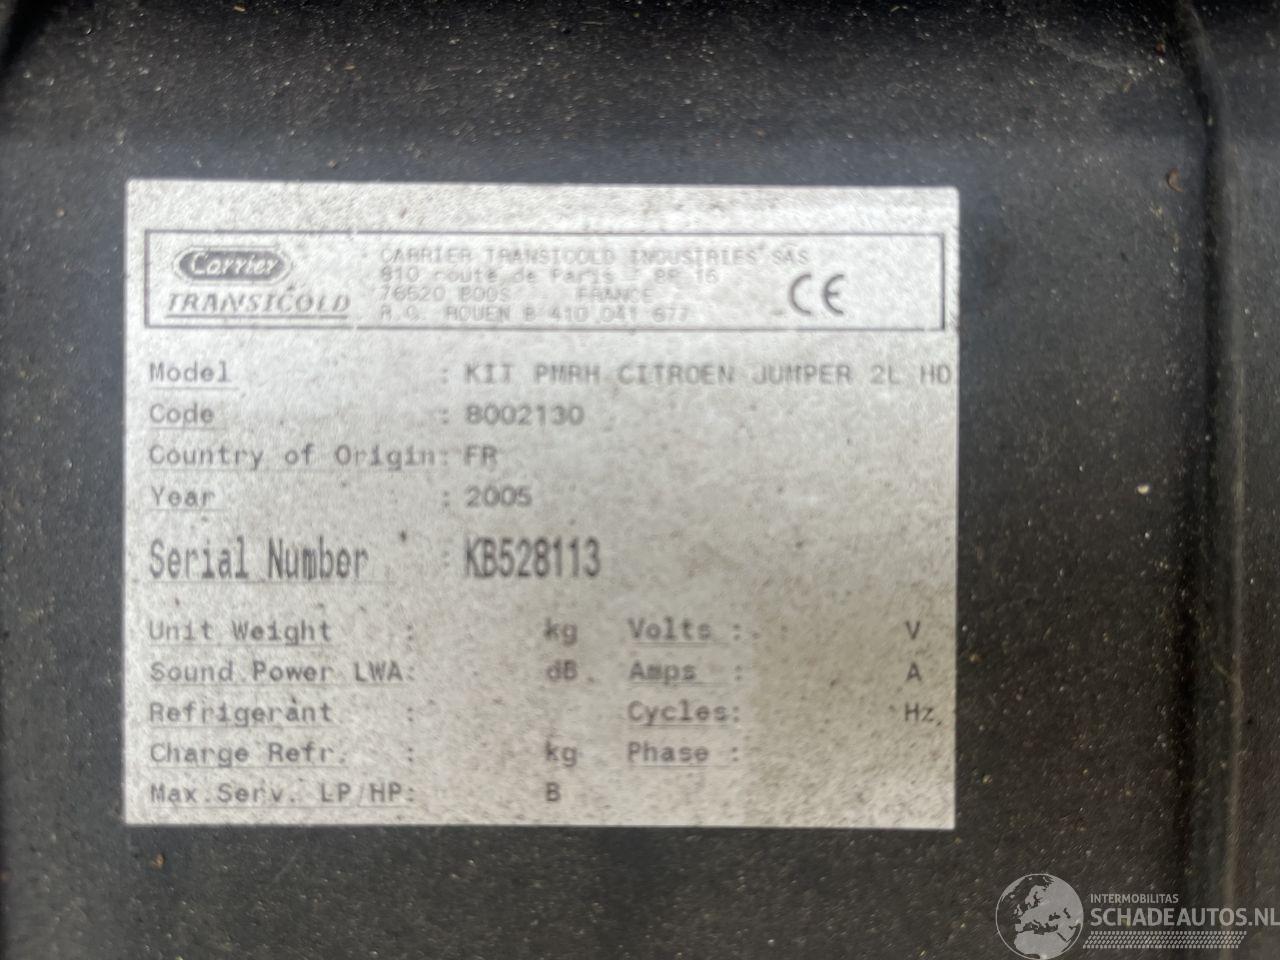 Carrier
TRANSICOLD
CARRIER TRANSICOLD INDUSTRIES SAS
810 route de Paris - BP 16
76520 BOOS FRANCE
R.C. ROUEN B 410 041 677
CE
Model : KIT PMRH CITROEN JUMPER 2L HD
Code : 8002130
Country of Origin: FR
Year : 2005
Serial Number : KB528113
Unit Weight : kg Volts : V
Sound Power LWA: dB Amps : A
Refrigerant : Cycles: Hz
Charge Refr. : kg Phase :
Max.Serv. LP/HP: B
INTERMOBILITAS
SCHADEAUTOS.NL